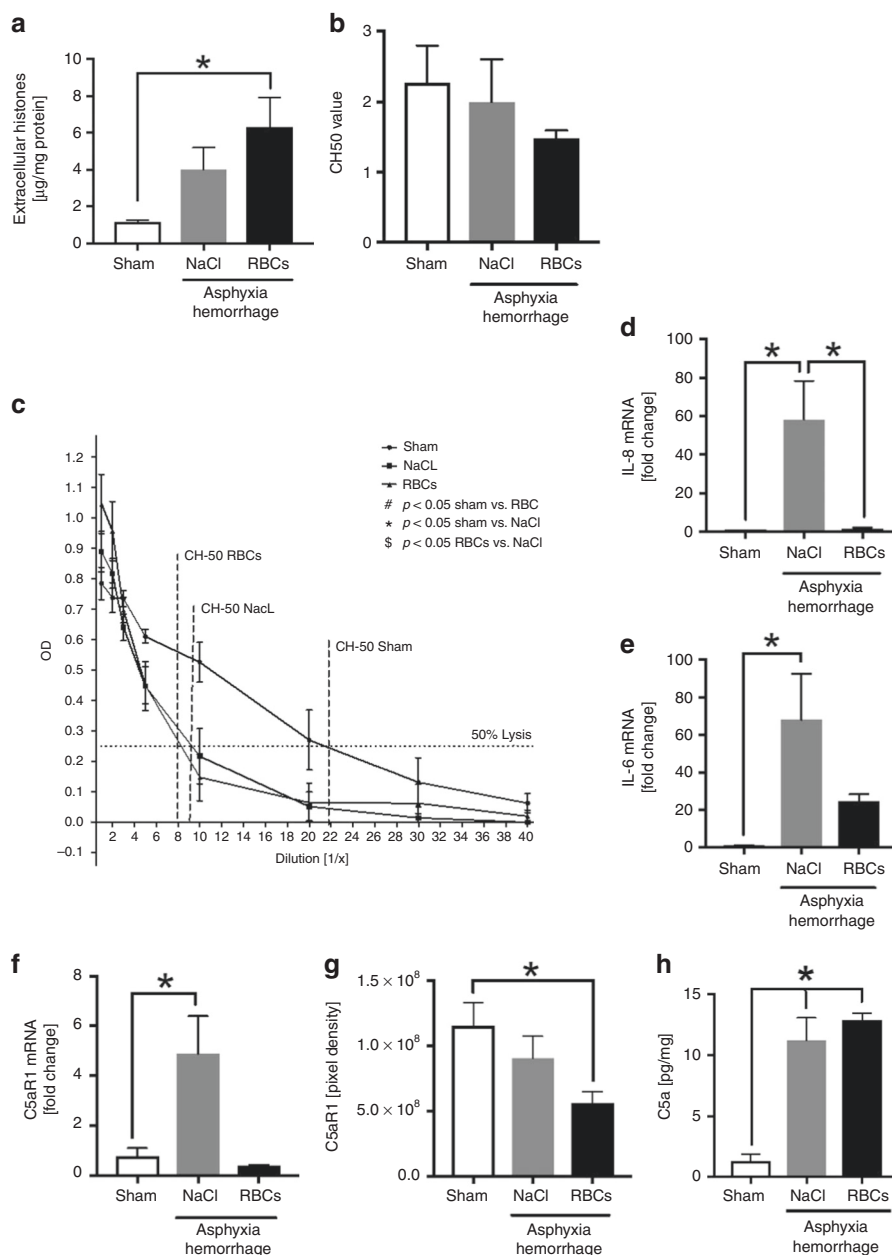 a
Extracellular histones
[µg/mg protein]
10
8
6
4
2
0
*
Sham
NaCl
RBCs
Asphyxia
hemorrhage
b
CH50 value
3
2
1
0
Sham
NaCl
RBCs
Asphyxia
hemorrhage
c
OD
1.2
1.1
1.0
0.9
0.8
0.7
0.6
0.5
0.4
0.3
0.2
0.1
0.0
–0.1
Sham
NaCL
RBCs
# p < 0.05 sham vs. RBC
* p < 0.05 sham vs. NaCl
$ p < 0.05 RBCs vs. NaCl
CH-50 RBCs
CH-50 NacL
CH-50 Sham
50% Lysis
2 4 6 8 10 12 14 16 18 20 22 24 26 28 30 32 34 36 38 40
Dilution [1/x]
d
IL-8 mRNA
[fold change]
100
80
60
40
20
0
* *
Sham
NaCl
RBCs
Asphyxia
hemorrhage
e
IL-6 mRNA
[fold change]
100
80
60
40
20
0
*
Sham
NaCl
RBCs
Asphyxia
hemorrhage
f
C5aR1 mRNA
[fold change]
8
6
4
2
0
*
Sham
NaCl
RBCs
Asphyxia
hemorrhage
g
C5aR1 [pixel density]
1.5 × 10⁸
1.0 × 10⁸
5.0 × 10⁸
0.0
*
Sham
NaCl
RBCs
Asphyxia
hemorrhage
h
C5a [pg/mg]
15
10
5
0
*
Sham
NaCl
RBCs
Asphyxia
hemorrhage